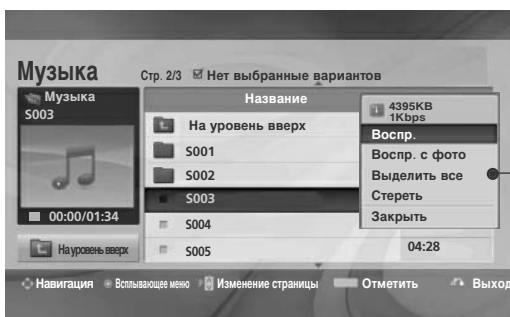 Музыка
Стр. 2/3 Нет выбранные вариантов
Музыка
S003
00:00/01:34
На уровень вверх
Название
На уровень вверх
S001
S002
S003
S004
S005
04:28
4395KB
1Kbps
Воспр.
Воспр. с фото
Выделить все
Стереть
Закрыть
Навигация Всплывающее меню Изменение страницы Отметить Выход